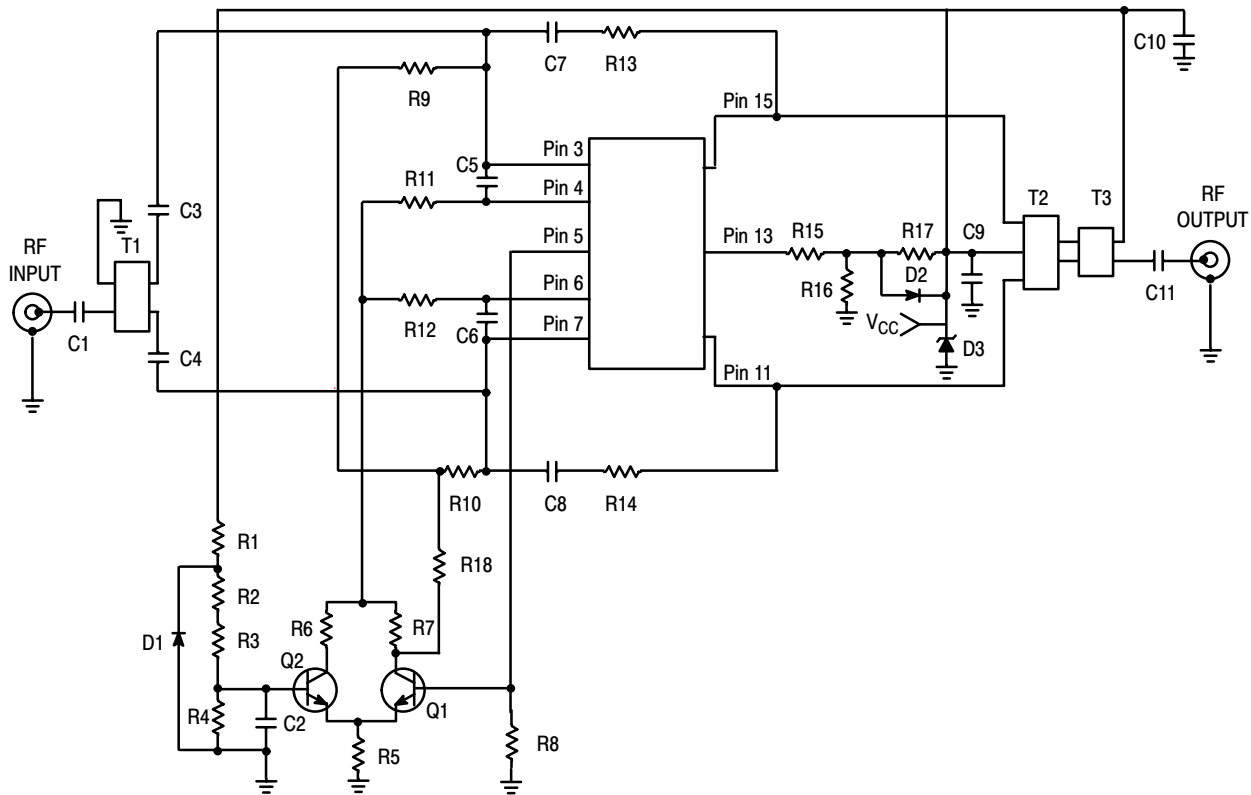 C10
C7
R13
R9
Pin 15
Pin 3
C5
R11
Pin 4
C3
T2
T3
RF
OUTPUT
RF
INPUT
T1
Pin 5
Pin 13
R15
R17
C9
D2
R16
Pin 6
R12
C6
C11
C1
VCC
Pin 7
D3
C4
Pin 11
R10
C8
R14
R1
R18
R2
R3
D1
R6
R7
Q2
Q1
R4
C2
R5
R8